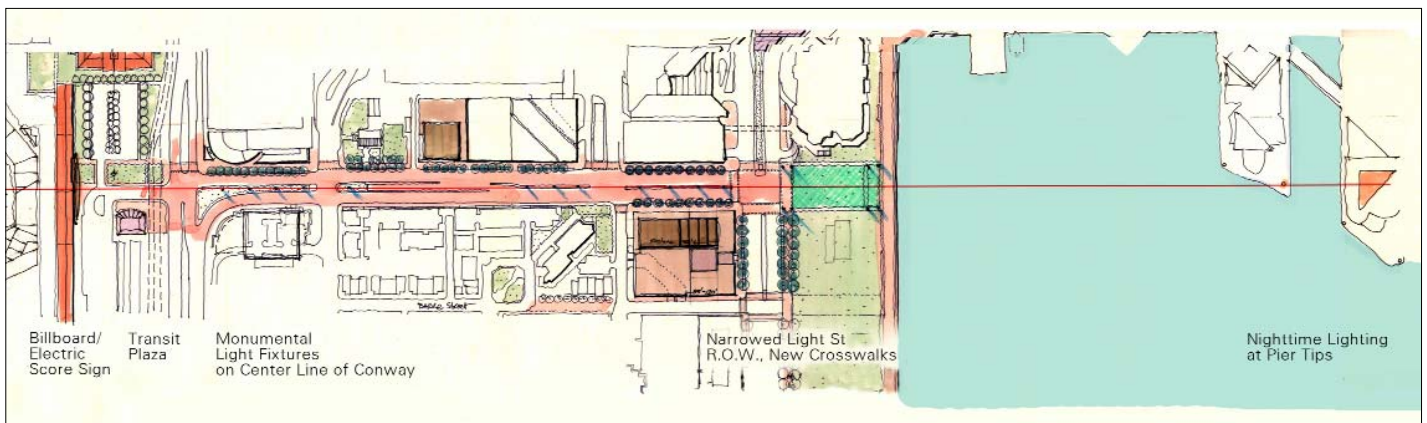 Billboard/
Electric
Score Sign
Transit
Plaza
Monumental
Light Fixtures
on Center Line of Conway
Narrowed Light St
R.O.W., New Crosswalks
Nighttime Lighting
at Pier Tips
Street